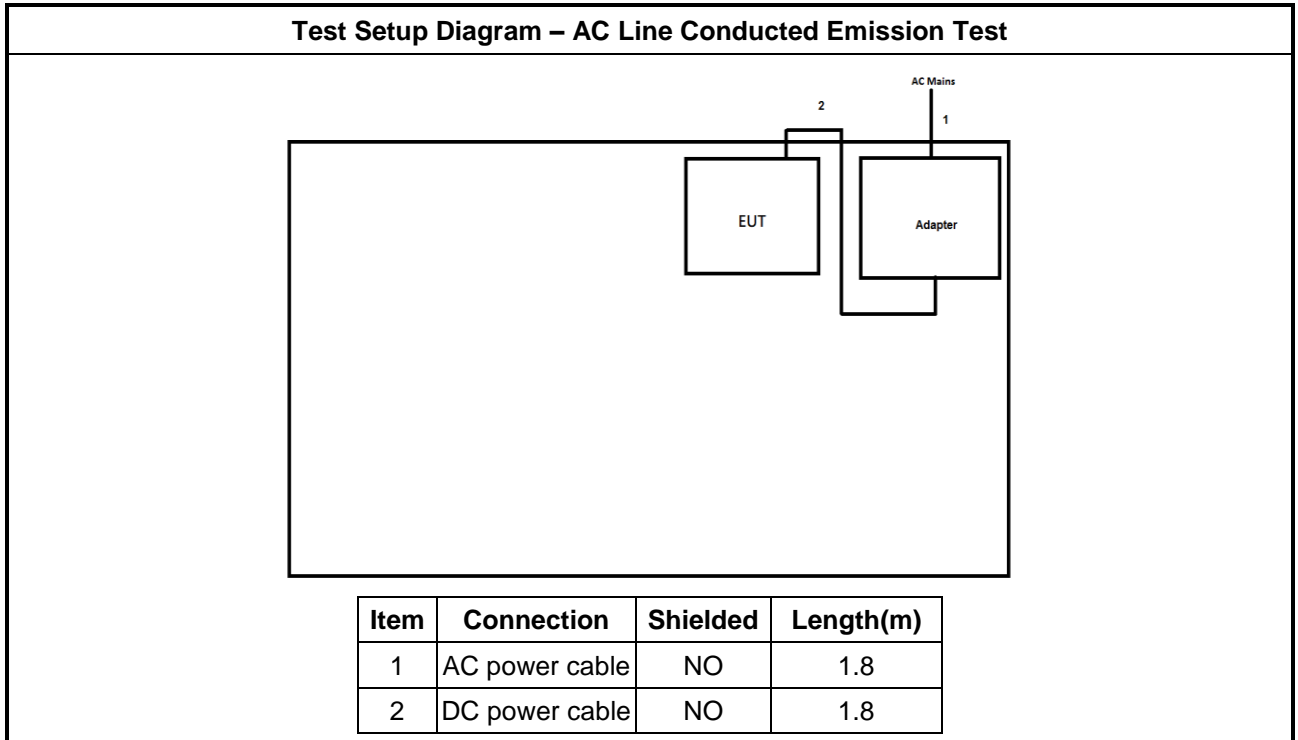 Test Setup Diagram – AC Line Conducted Emission Test
AC Mains
2
1
EUT
Adapter
Item Connection Shielded Length(m)
1 AC power cable NO 1.8
2 DC power cable NO 1.8